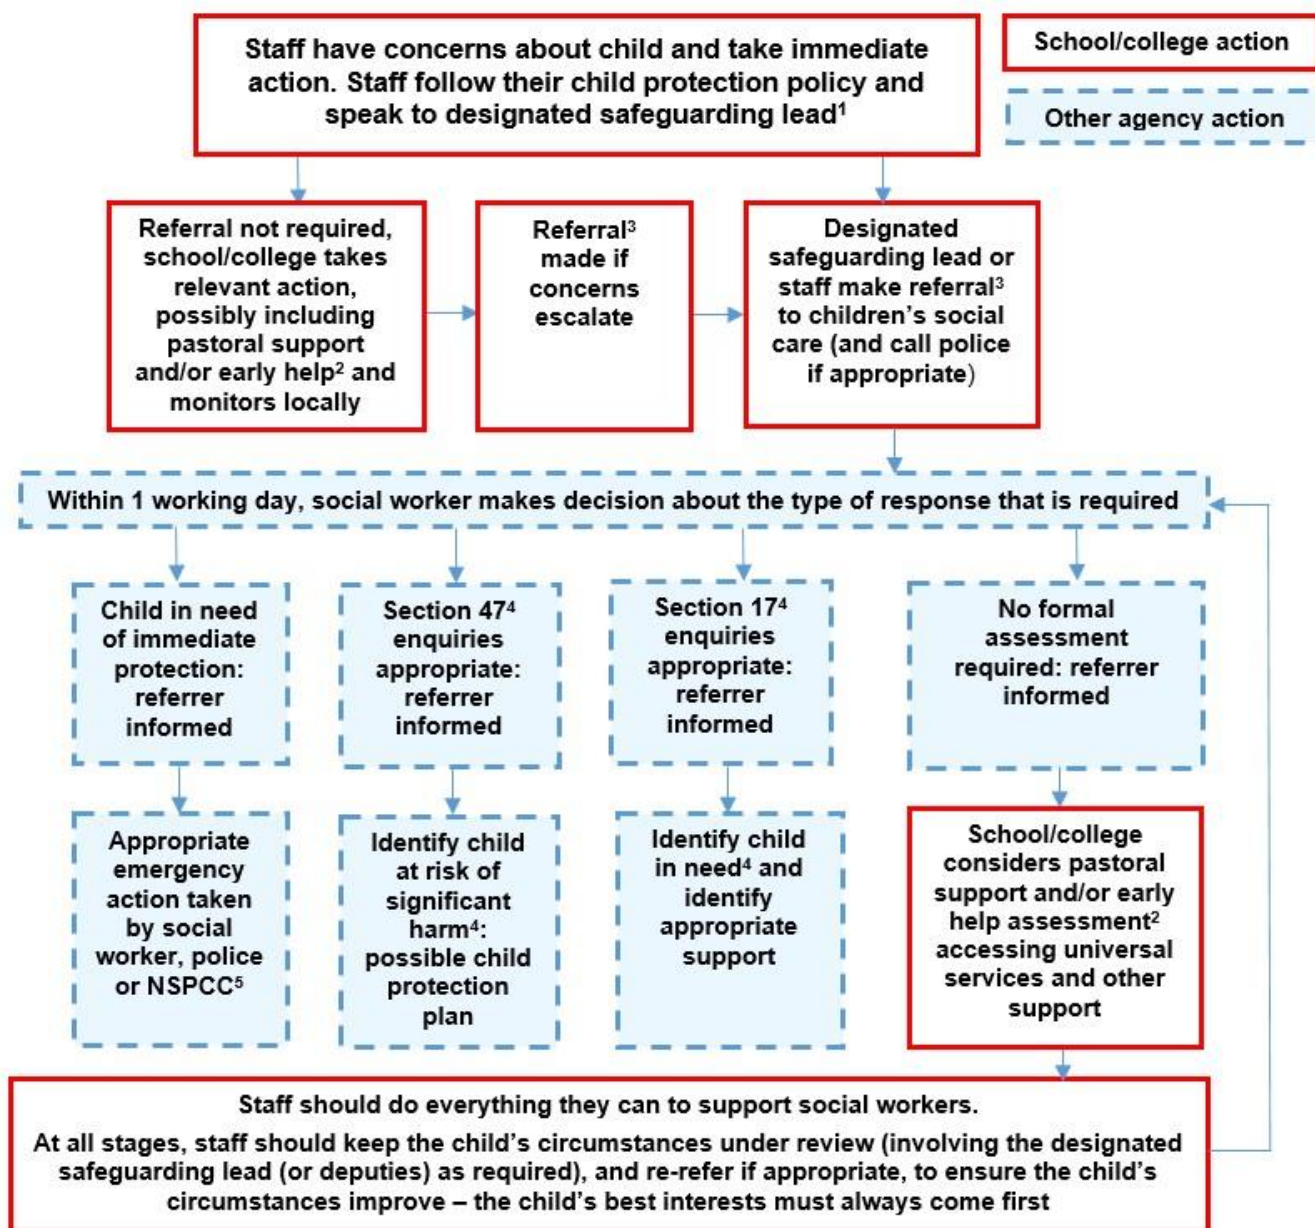 Staff have concerns about child and take immediate
action. Staff follow their child protection policy and
speak to designated safeguarding lead¹
School/college action
Other agency action
Referral not required,
school/college takes
relevant action,
possibly including
pastoral support
and/or early help² and
monitors locally
Referral³
made if
concerns
escalate
Designated
safeguarding lead or
staff make referral³
to children’s social
care (and call police
if appropriate)
Within 1 working day, social worker makes decision about the type of response that is required
Child in need
of immediate
protection:
referrer
informed
Section 47⁴
enquiries
appropriate:
referrer
informed
Section 17⁴
enquiries
appropriate:
referrer
informed
No formal
assessment
required: referrer
informed
Appropriate
emergency
action taken
by social
worker, police
or NSPCC⁵
Identify child
at risk of
significant
harm⁴:
possible child
protection
plan
Identify child
in need⁴ and
identify
appropriate
support
School/college
considers pastoral
support and/or early
help assessment²
accessing universal
services and other
support
Staff should do everything they can to support social workers.
At all stages, staff should keep the child’s circumstances under review (involving the designated
safeguarding lead (or deputies) as required), and re-refer if appropriate, to ensure the child’s
circumstances improve – the child’s best interests must always come first